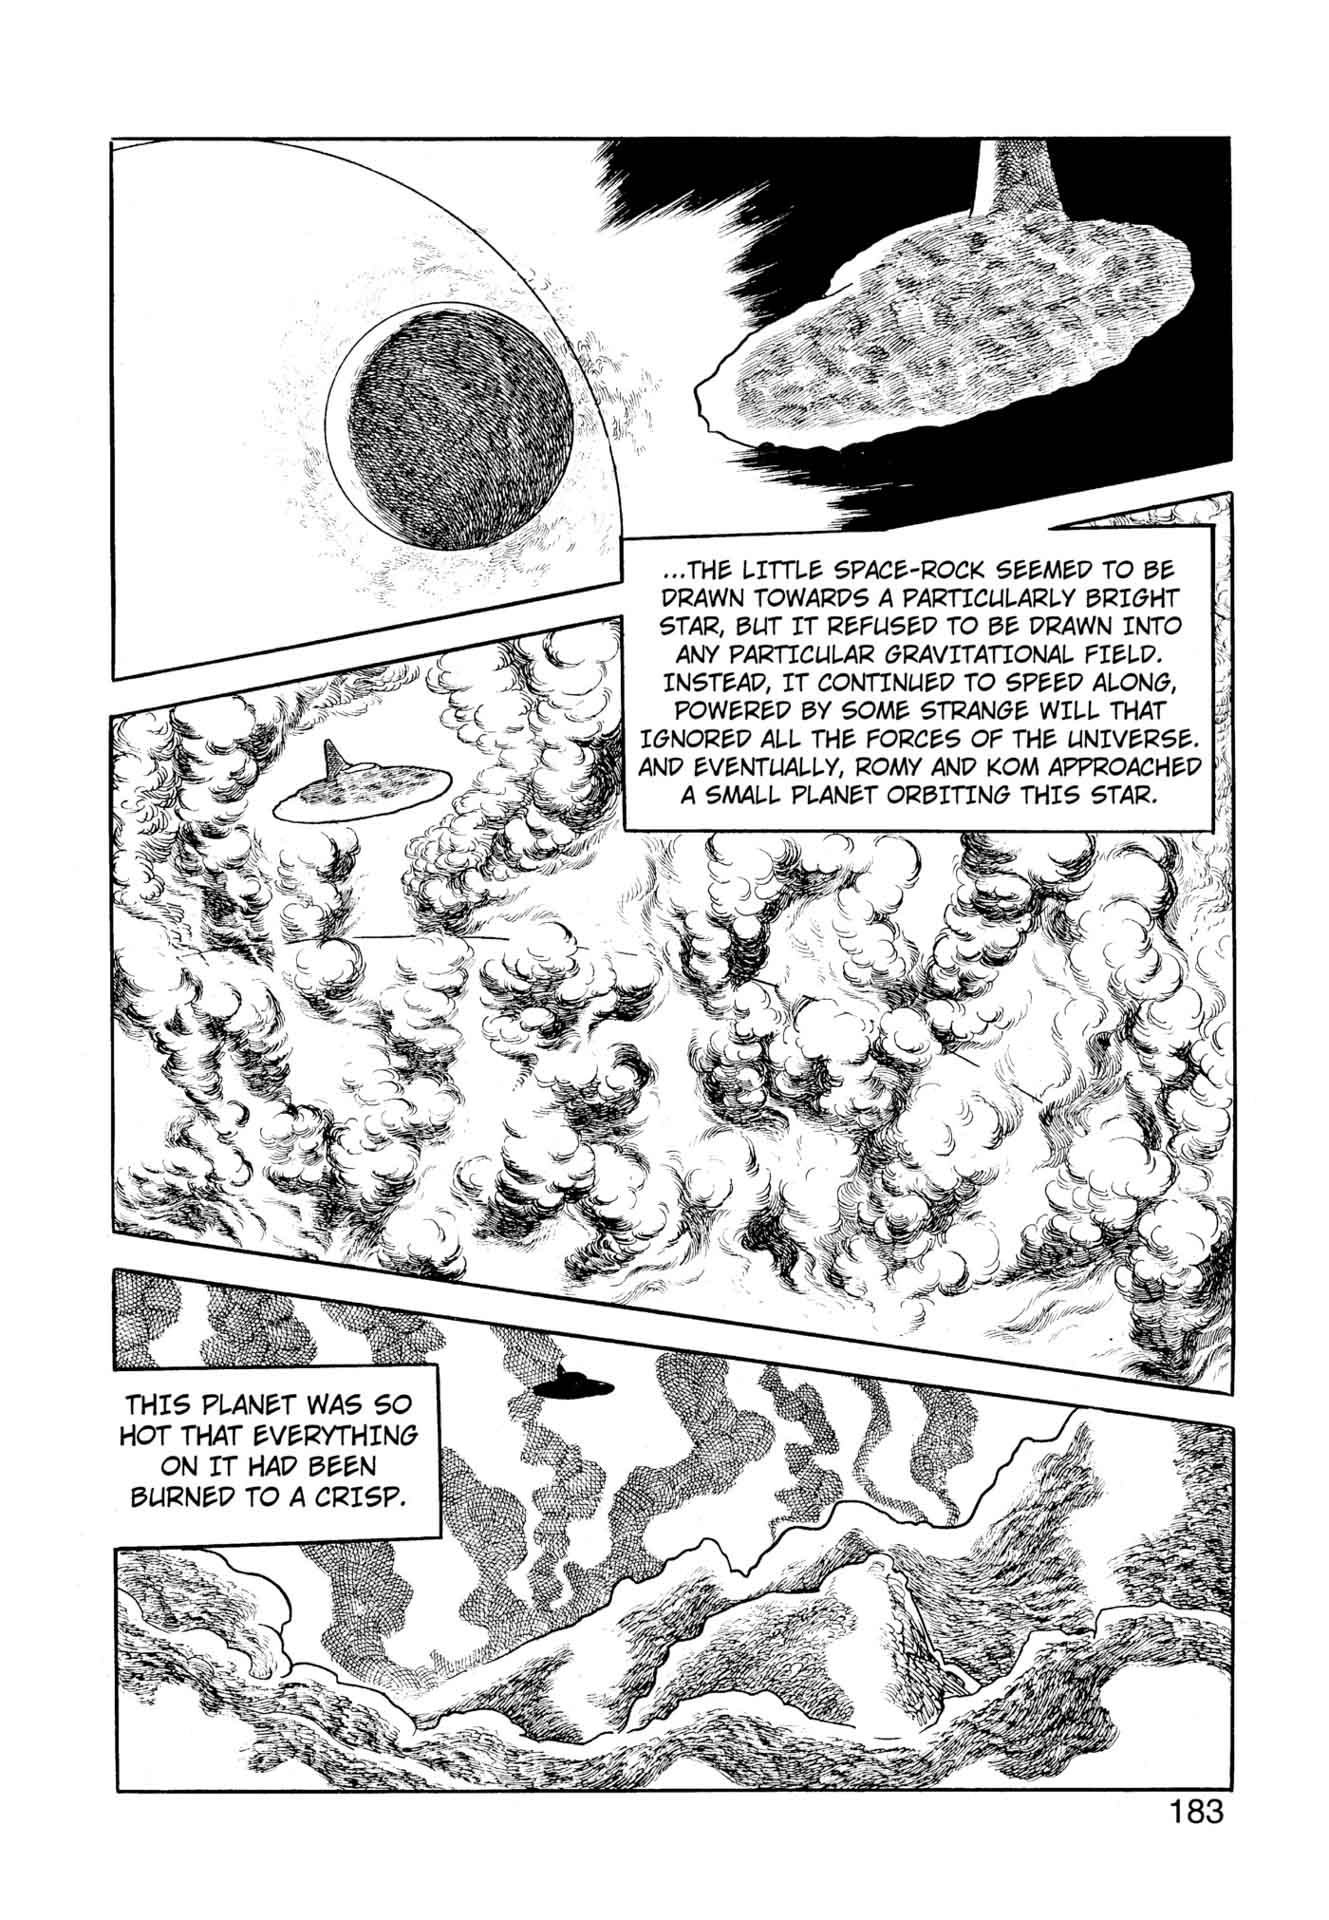 ...THE LITTLE SPACE-ROCK SEEMED TO BE
DRAWN TOWARDS A PARTICULARLY BRIGHT
STAR, BUT IT REFUSED TO BE DRAWN INTO
ANY PARTICULAR GRAVITATIONAL FIELD.
INSTEAD, IT CONTINUED TO SPEED ALONG,
POWERED BY SOME STRANGE WILL THAT
IGNORED ALL THE FORCES OF THE UNIVERSE.
AND EVENTUALLY, ROMY AND KOM APPROACHED
A SMALL PLANET ORBITING THIS STAR.
THIS PLANET WAS SO
HOT THAT EVERYTHING
ON IT HAD BEEN
BURNED TO A CRISP.
183